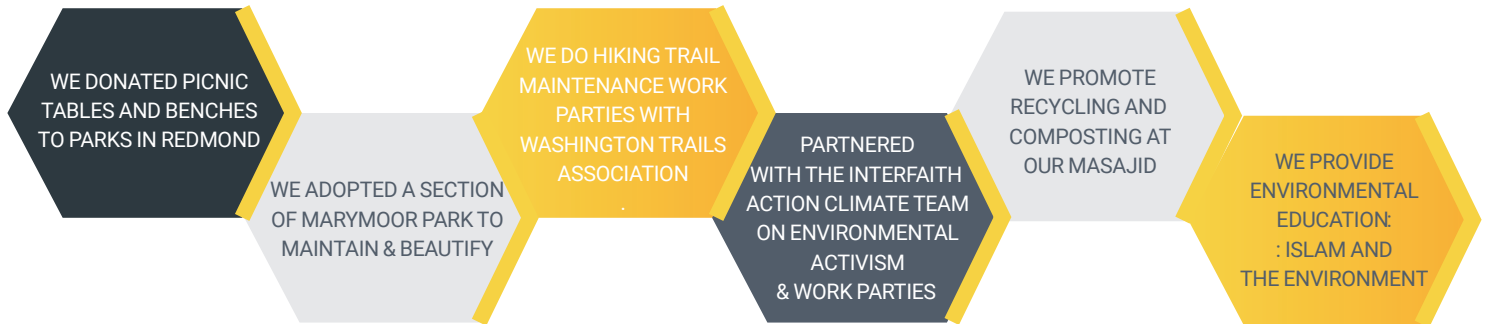 WE DONATED PICNIC
TABLES AND BENCHES
TO PARKS IN REDMOND
WE ADOPTED A SECTION
OF MARYMOOR PARK TO
MAINTAIN & BEAUTIFY
WE DO HIKING TRAIL
MAINTENANCE WORK
PARTIES WITH
WASHINGTON TRAILS
ASSOCIATION
.
PARTNERED
WITH THE INTERFAITH
ACTION CLIMATE TEAM
ON ENVIRONMENTAL
ACTIVISM
& WORK PARTIES
WE PROMOTE
RECYCLING AND
COMPOSTING AT
OUR MASAJID
WE PROVIDE
ENVIRONMENTAL
EDUCATION:
: ISLAM AND
THE ENVIRONMENT